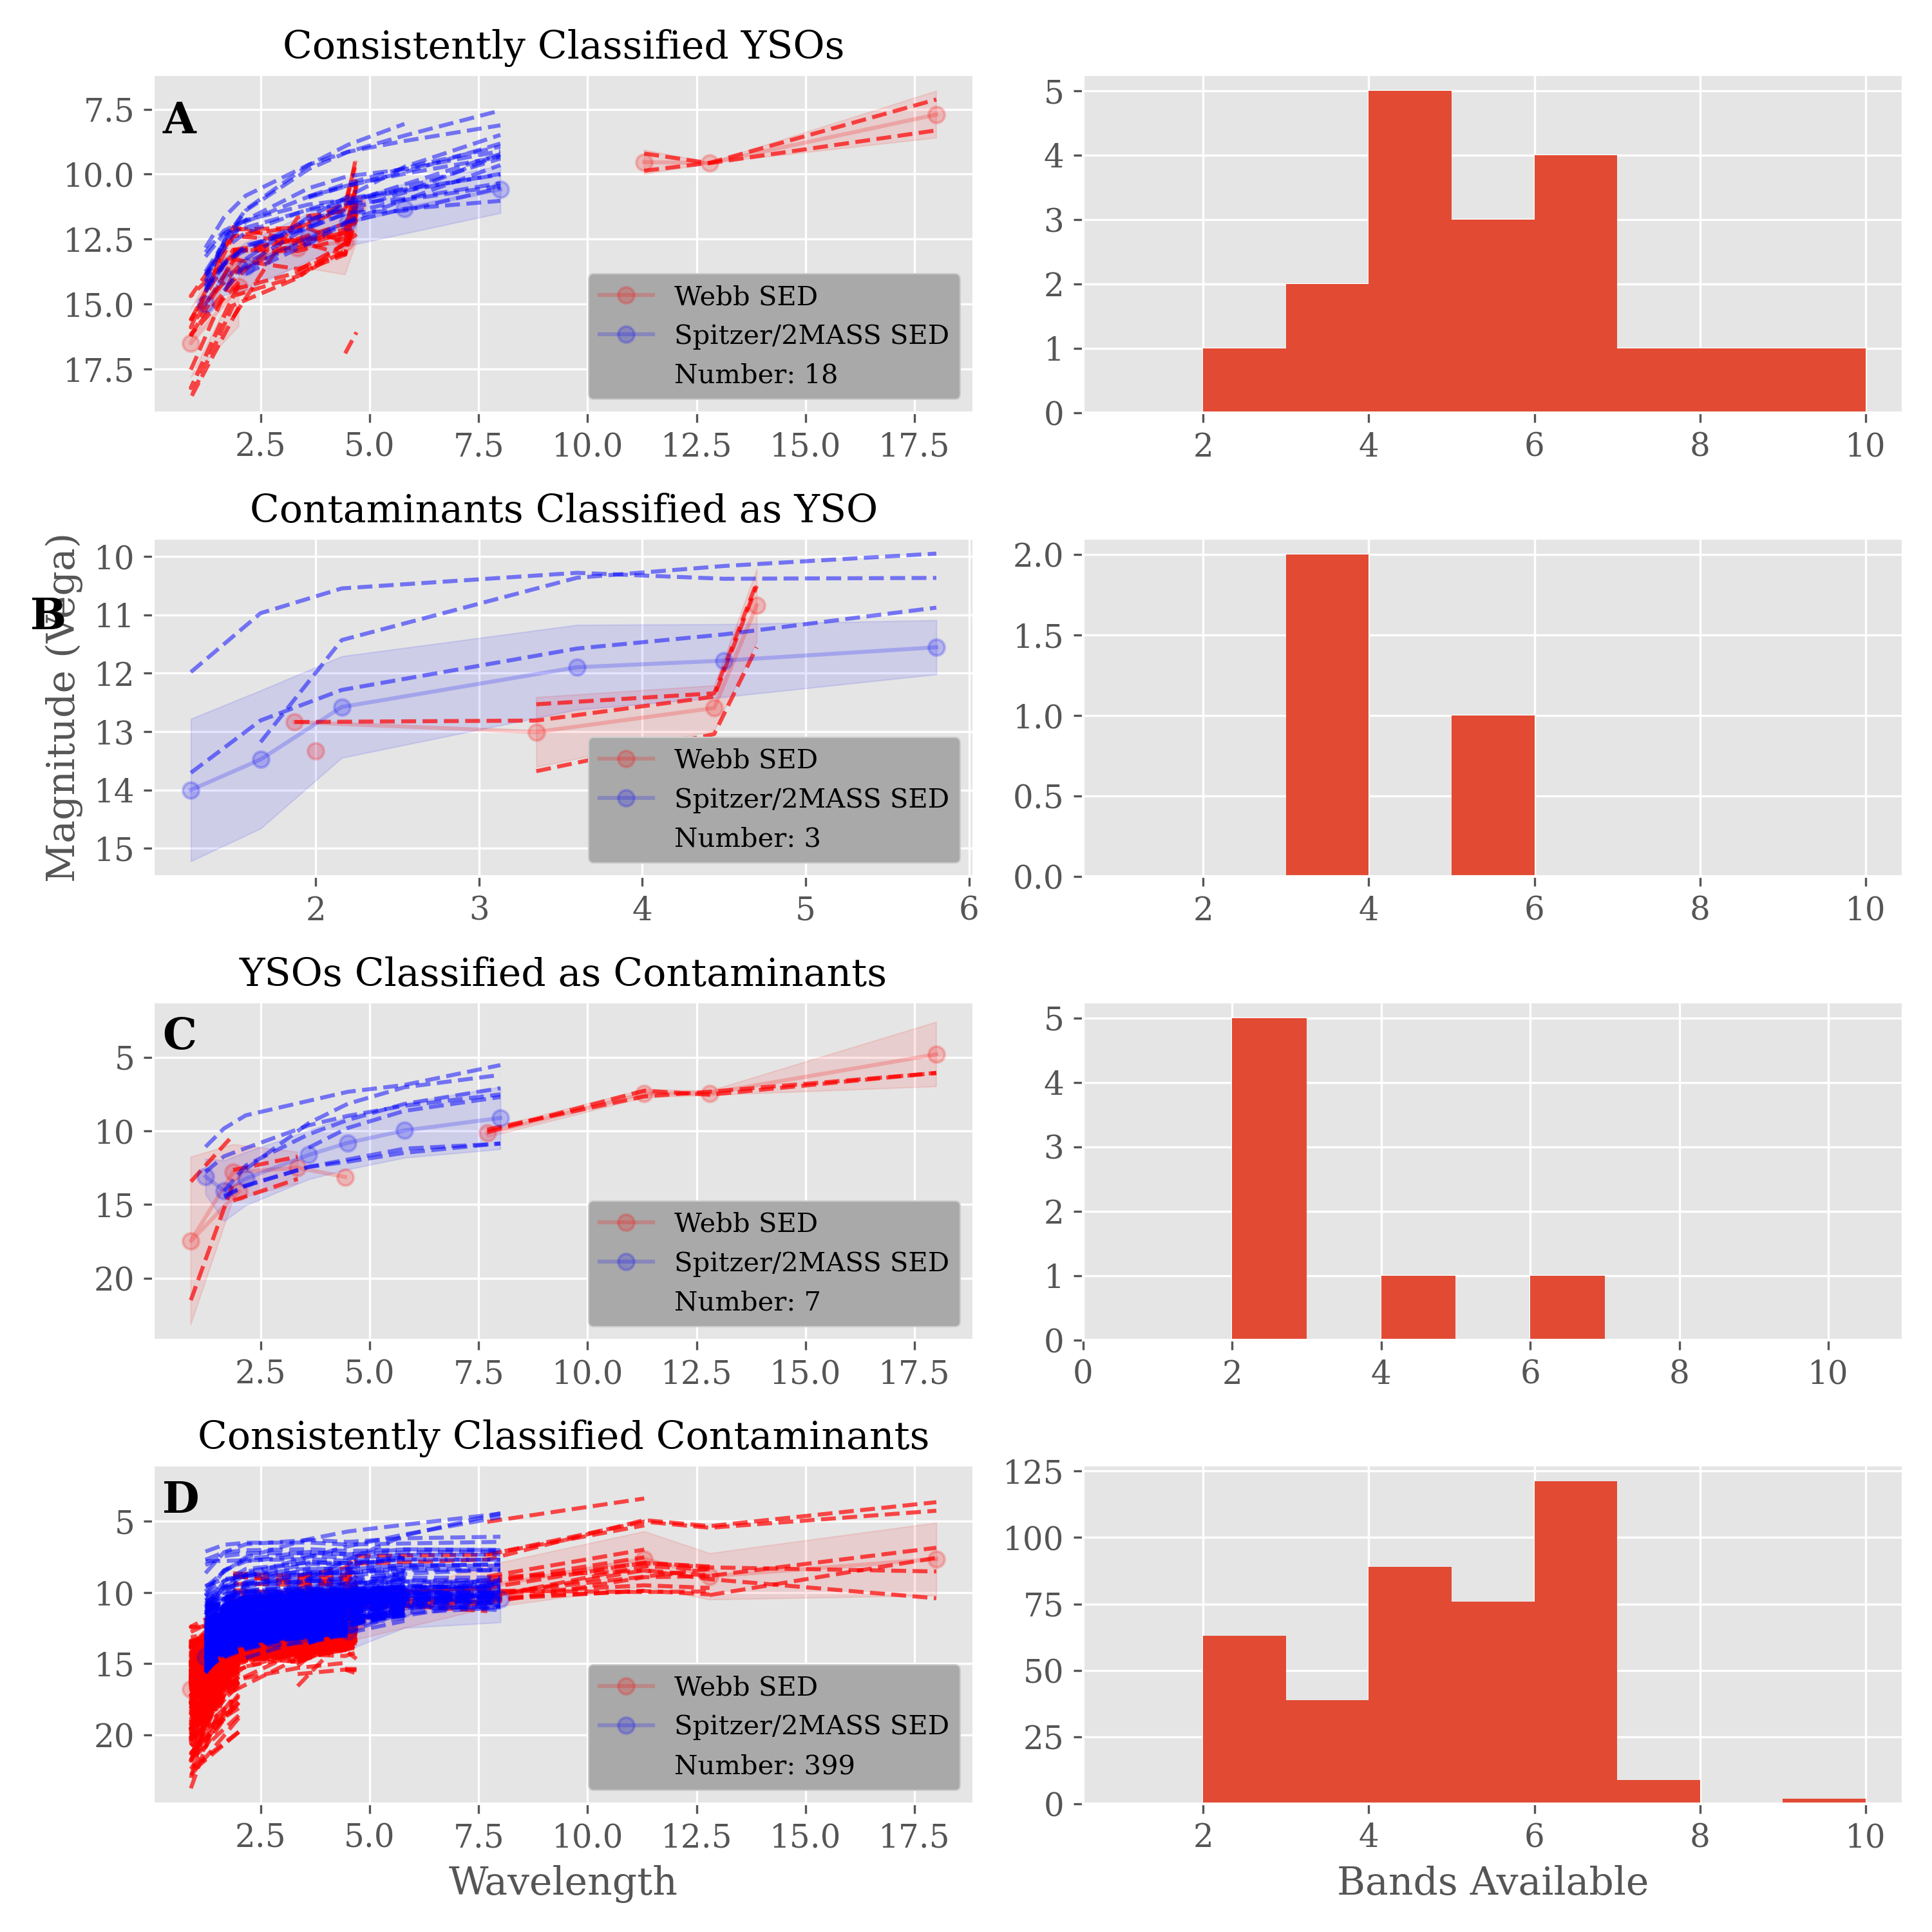 Consistently Classified YSOs
A
7.5
10.0
12.5
15.0
17.5
Webb SED
Spitzer/2MASS SED
Number: 18
2.5 5.0 7.5 10.0 12.5 15.0 17.5
5
4
3
2
1
0
2 4 6 8 10
Contaminants Classified as YSO
B
Magnitude (Vega)
10
11
12
13
14
15
Webb SED
Spitzer/2MASS SED
Number: 3
2 3 4 5 6
2.0
1.5
1.0
0.5
0.0
2 4 6 8 10
YSOs Classified as Contaminants
C
5
10
15
20
Webb SED
Spitzer/2MASS SED
Number: 7
2.5 5.0 7.5 10.0 12.5 15.0 17.5
5
4
3
2
1
0
0 2 4 6 8 10
Consistently Classified Contaminants
D
5
10
15
20
Webb SED
Spitzer/2MASS SED
Number: 399
2.5 5.0 7.5 10.0 12.5 15.0 17.5
Wavelength
125
100
75
50
25
0
2 4 6 8 10
Bands Available